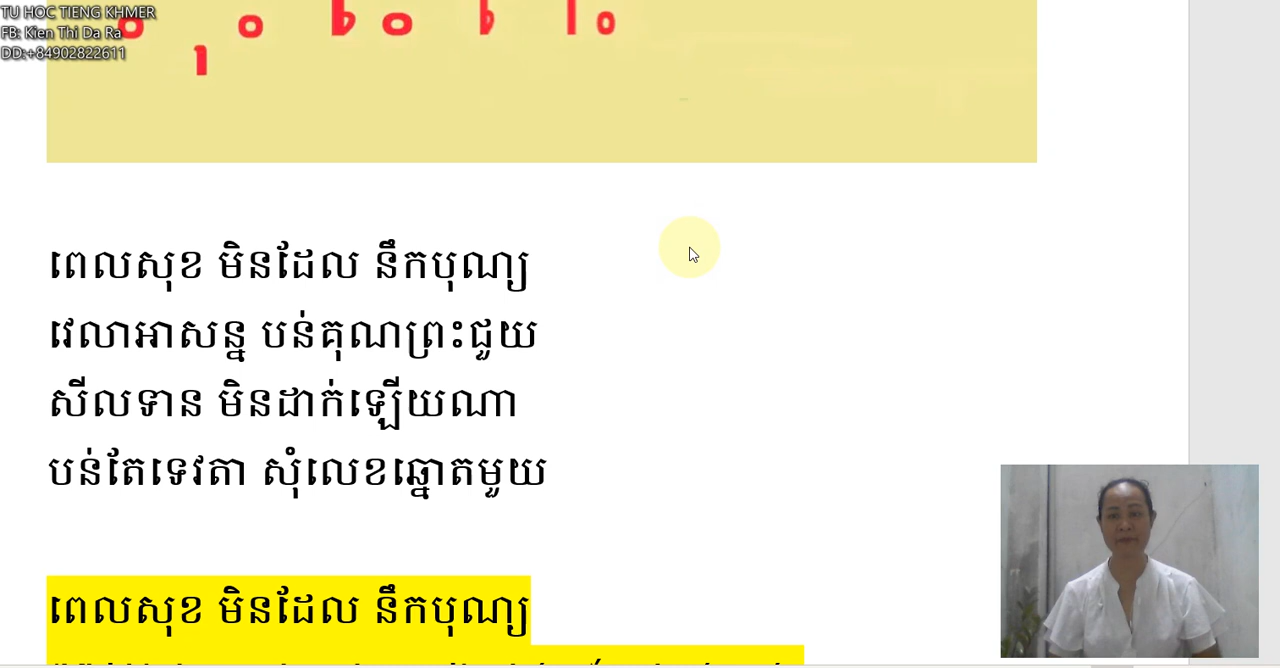 TU HOC TIENG KHMER
FB: Kien Thi Da Ra
DD:+84902822611
ពេលសុខ មិនដែល នឹកបុណ្យ
វេលាអាសន្ន បន់គុណព្រះជួយ
សីលទាន មិនដាក់ឡើយណា
បន់តែទេវតា សុំលេខឆ្នោតមួយ
ពេលសុខ មិនដែល នឹកបុណ្យ